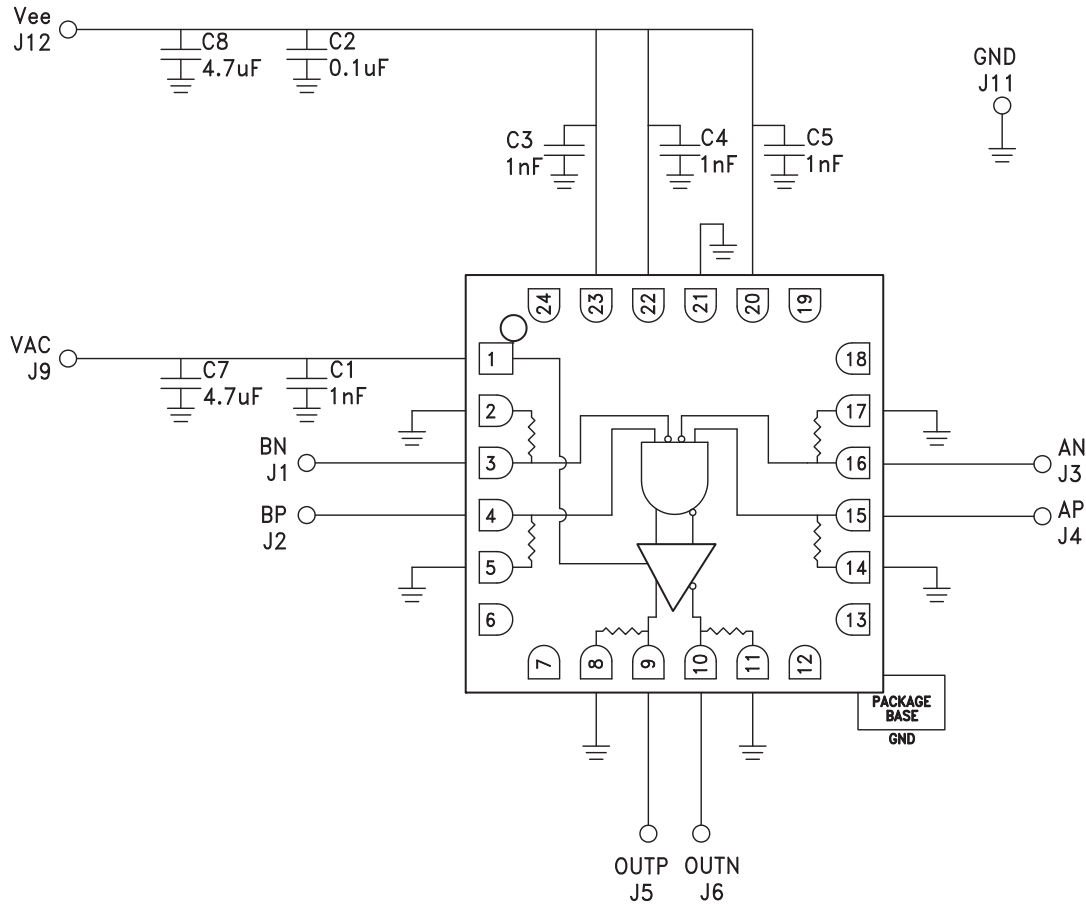 Vee
J12
C8
4.7uF
C2
0.1uF
GND
J11
C3
1nF
C4
1nF
C5
1nF
24
23
22
21
20
19
VAC
J9
C7
4.7uF
C1
1nF
1
2
3
4
5
6
18
17
16
15
14
13
BN
J1
BP
J2
AN
J3
AP
J4
7
8
9
10
11
12
PACKAGE
BASE
GND
OUTP
J5
OUTN
J6